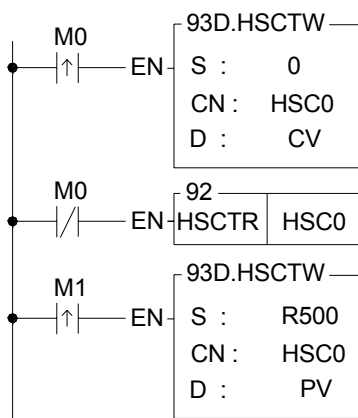 93D.HSCTW
M0
EN
S : 0
CN : HSC0
D : CV
M0
92
EN
HSCTR HSC0
93D.HSCTW
M1
EN
S : R500
CN : HSC0
D : PV